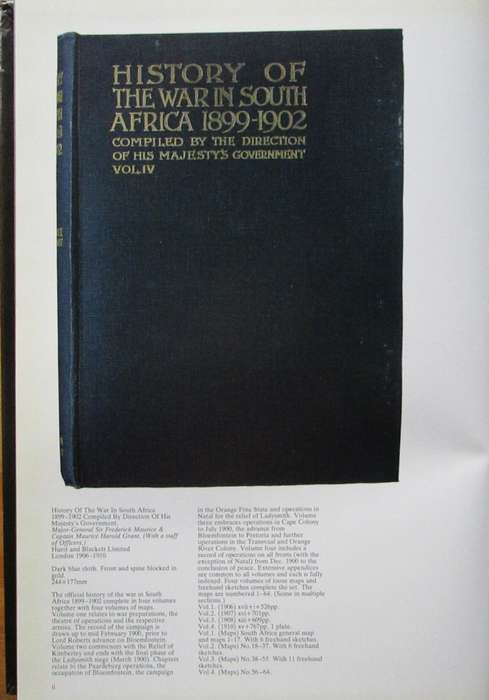 HISTORY OF
THE WAR IN SOUTH
AFRICA 1899-1902
COMPILED BY THE DIRECTION
OF HIS MAJESTY'S GOVERNMENT
VOL.IV
History Of The War In South Africa
1899-1902 Compiled By Direction Of His
Majesty's Government.
Major-General Sir Frederick Maurice &
Captain Maurice Harold Grant. (With a staff
of Officers.)
Hurst and Blackett Limited
London 1906-1910
Dark blue cloth. Front and spine blocked in
gold.
244×177mm
The official history of the war in South
Africa 1899-1902 complete in four volumes
together with four volumes of maps.
Volume one relates to war preparations, the
theatre of operations and the respective
armies. The record of the campaign is
drawn up to mid February 1900, prior to
Lord Roberts advance on Bloemfontein.
Volume two commences with the Relief of
Kimberley and ends with the final phase of
the Ladysmith siege (March 1900). Chapters
relate to the Paardeberg operations, the
occupation of Bloemfontein, the campaign
in the Orange Free State and operations in
Natal for the relief of Ladysmith. Volume
three embraces operations in Cape Colony
to July 1900, the advance from
Bloemfontein to Pretoria and further
operations in the Transvaal and Orange
River Colony. Volume four includes a
record of operations on all fronts (with the
exception of Natal) from Dec. 1900 to the
conclusion of peace. Extensive appendices
are common to all volumes and each is fully
indexed. Four volumes of loose maps and
freehand sketches complete the set. The
maps are numbered 1-64. (Some in multiple
sections.)
Vol.1. (1906) xvi+526pp.
Vol.2. (1907) xvi+701pp.
Vol.3. (1908) xiii+609pp.
Vol.4. (1910) xv+767pp. 1 plate.
Vol.1. (Maps) South Africa general map
and maps 1-17. With 6 freehand sketches.
Vol.2. (Maps) No.18-37. With 6 freehand
sketches.
Vol.3. (Maps) No.38-55. With 11 freehand
sketches.
Vol.4. (Maps) No.56-64.